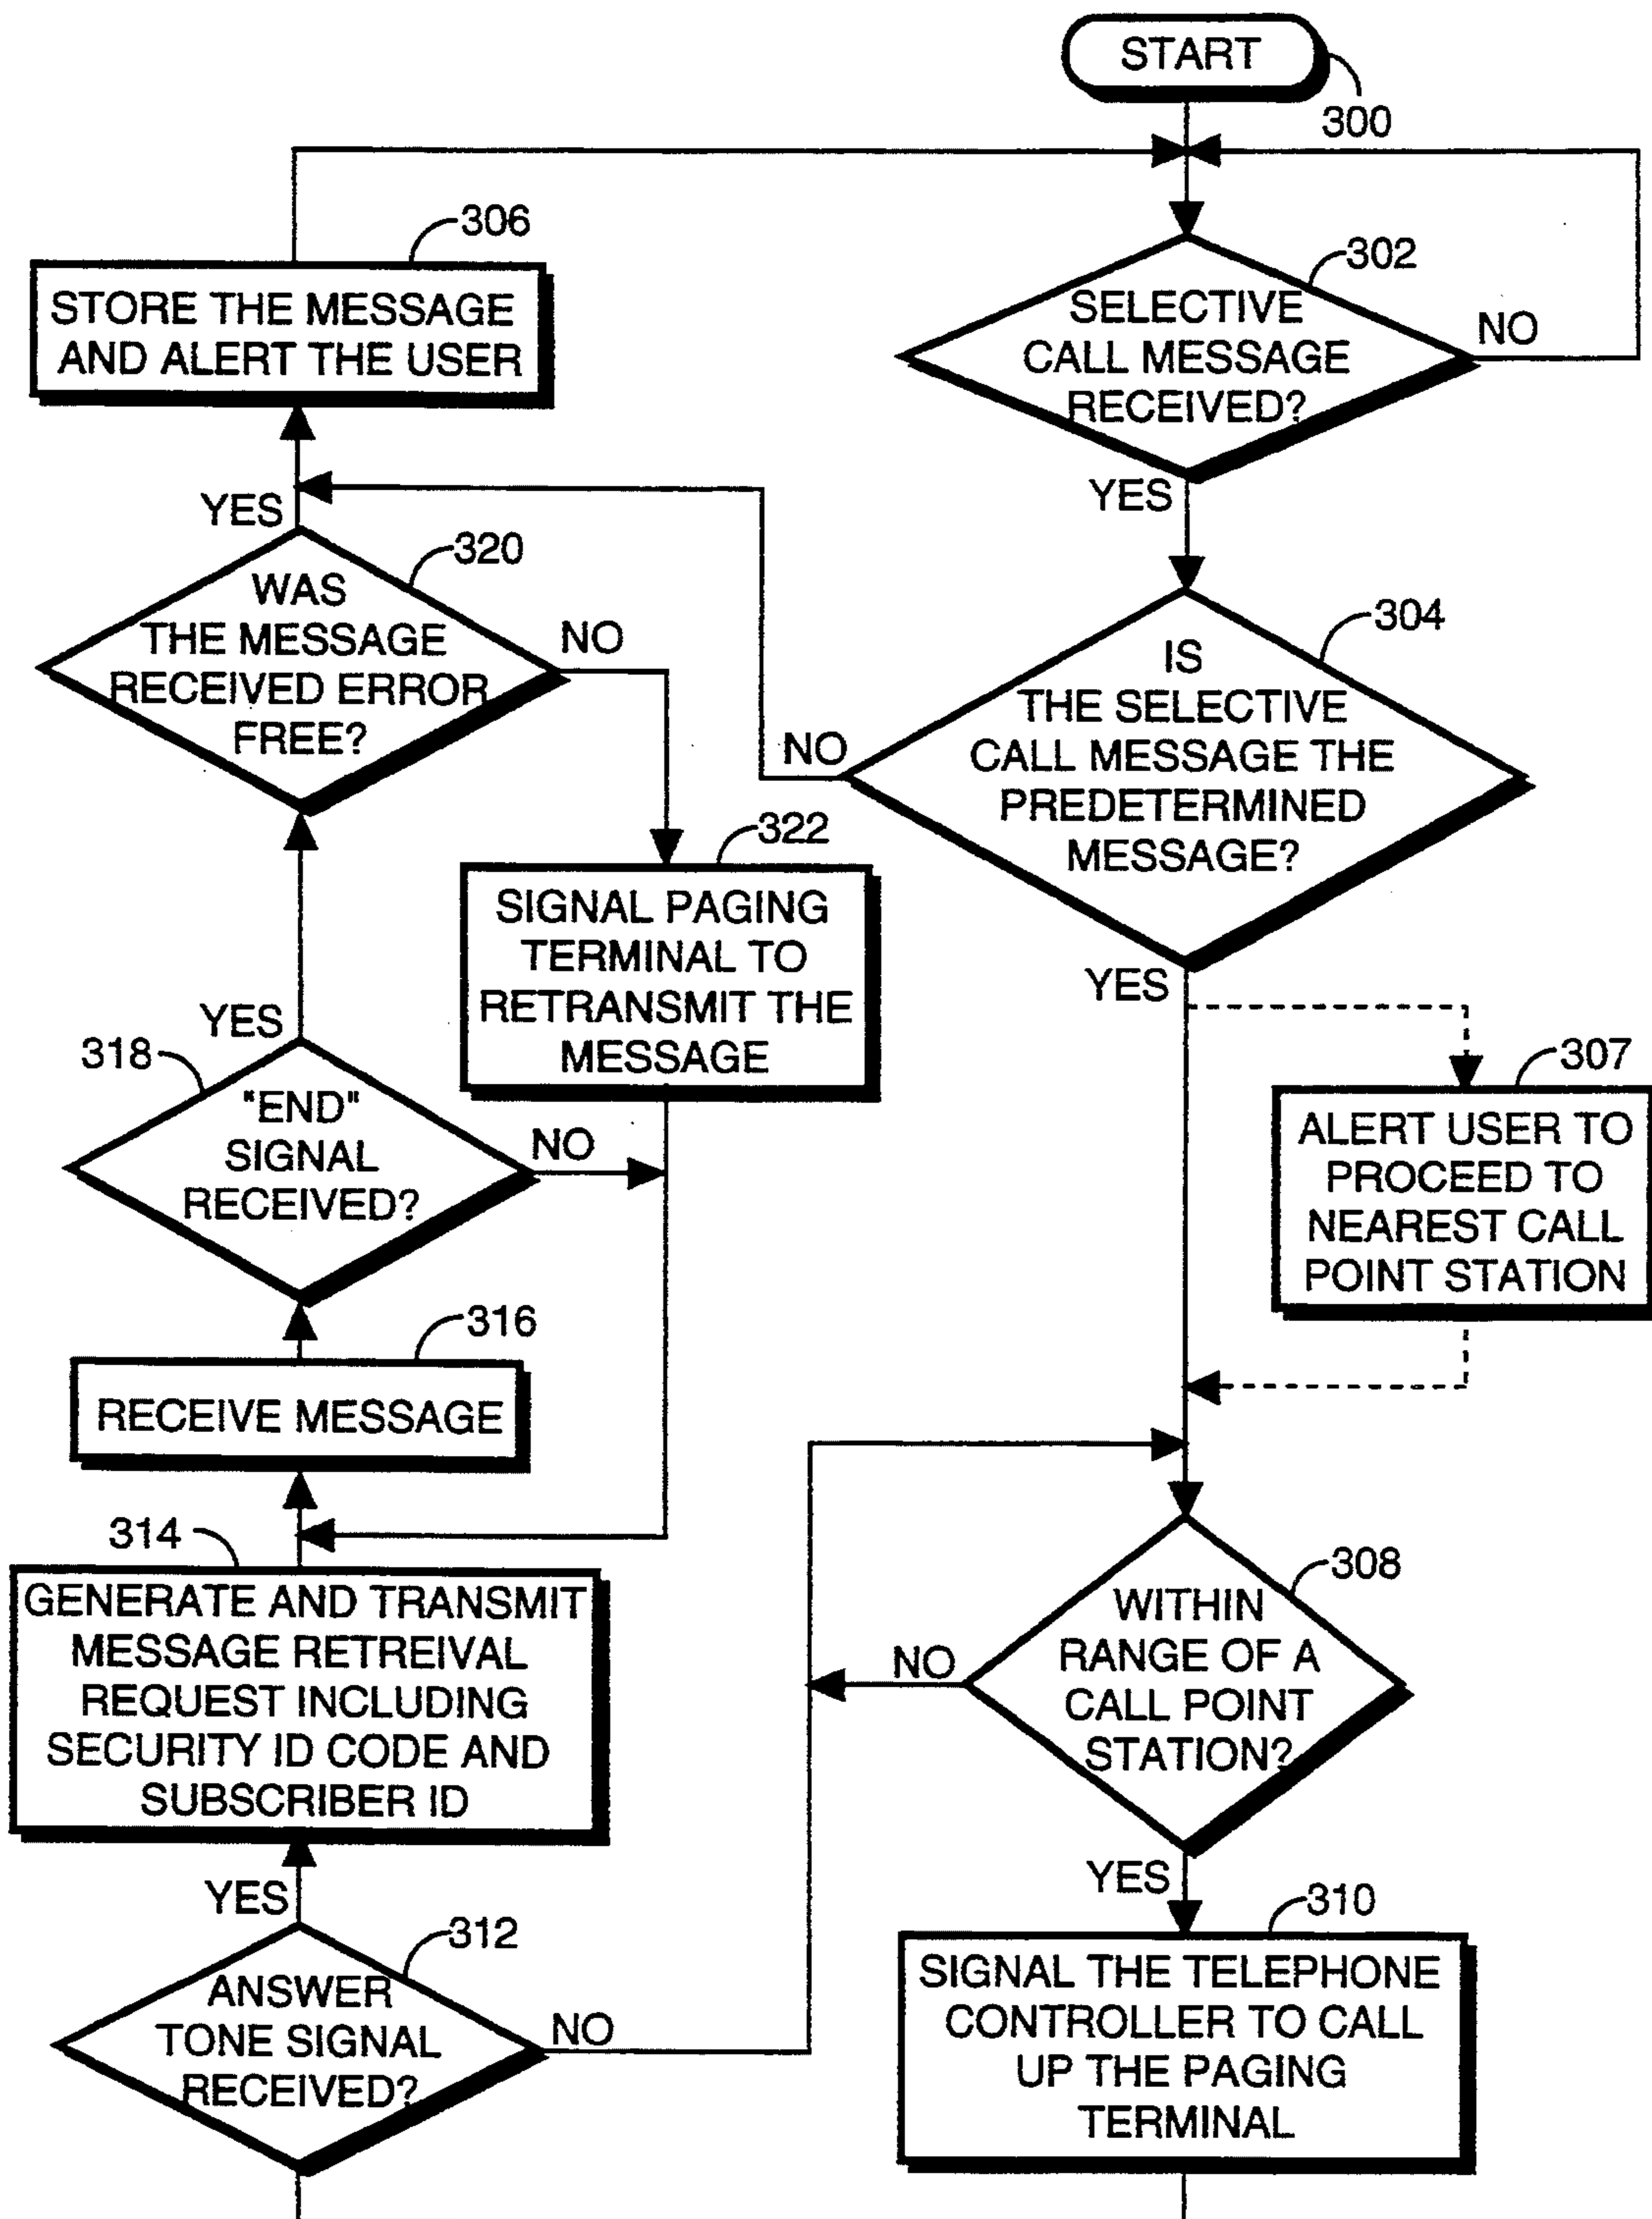 START
300
306
STORE THE MESSAGE
AND ALERT THE USER
302
SELECTIVE
CALL MESSAGE
RECEIVED?
NO
YES
YES
320
WAS
THE MESSAGE
RECEIVED ERROR
FREE?
NO
304
IS
THE SELECTIVE
CALL MESSAGE THE
PREDETERMINED
MESSAGE?
NO
YES
322
SIGNAL PAGING
TERMINAL TO
RETRANSMIT THE
MESSAGE
YES
318
"END"
SIGNAL
RECEIVED?
NO
307
ALERT USER TO
PROCEED TO
NEAREST CALL
POINT STATION
316
RECEIVE MESSAGE
314
GENERATE AND TRANSMIT
MESSAGE RETREIVAL
REQUEST INCLUDING
SECURITY ID CODE AND
SUBSCRIBER ID
308
WITHIN
RANGE OF A
CALL POINT
STATION?
NO
YES
YES
312
ANSWER
TONE SIGNAL
RECEIVED?
NO
310
SIGNAL THE TELEPHONE
CONTROLLER TO CALL
UP THE PAGING
TERMINAL